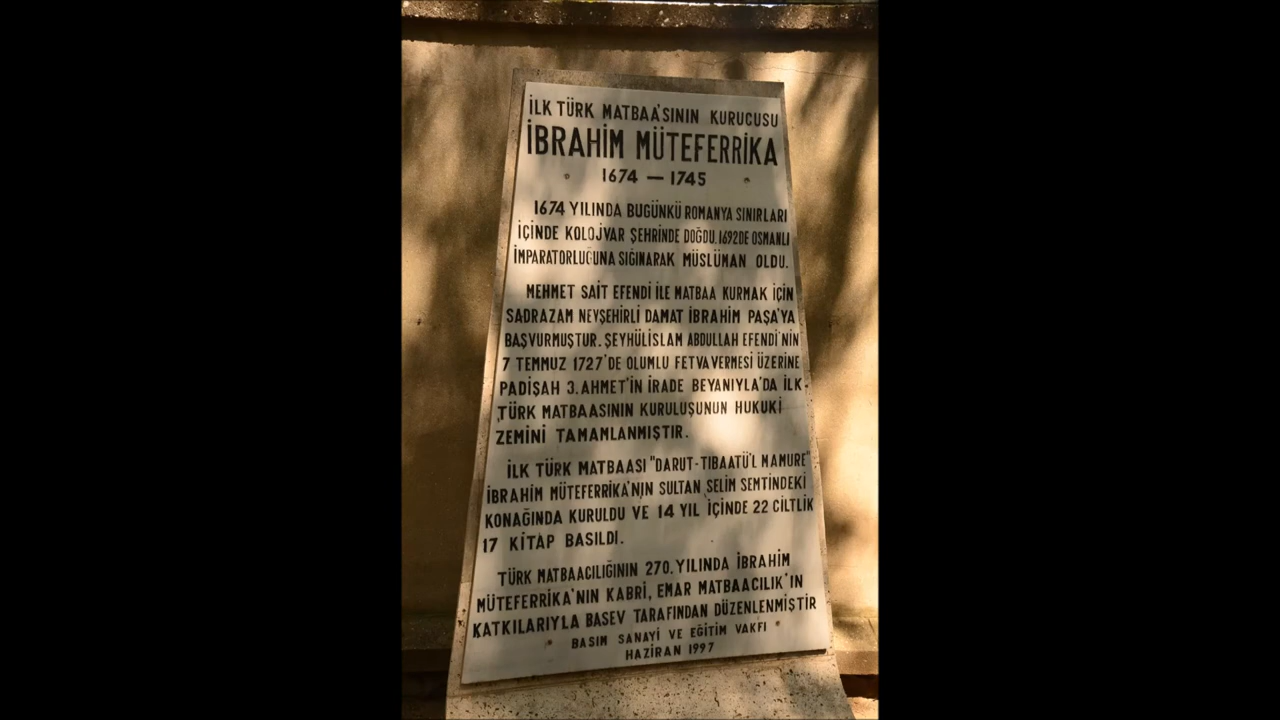 İLK TÜRK MATBAA'SININ KURUCUSU
İBRAHİM MÜTEFERRİKA
1674 — 1745
1674 YILINDA BUGÜNKÜ ROMANYA SINIRLARI
İÇİNDE KOLOJVAR ŞEHRİNDE DOĞDU. 1692DE OSMANLI
İMPARATORLUĞUNA SIĞINARAK MÜSLÜMAN OLDU.
MEHMET SAİT EFENDİ İLE MATBAA KURMAK İÇİN
SADRAZAM NEVŞEHİRLİ DAMAT İBRAHİM PAŞA'YA
BAŞVURMUŞTUR. ŞEYHÜLİSLAM ABDULLAH EFENDİ'NİN
7 TEMMUZ 1727'DE OLUMLU FETVA VERMESİ ÜZERİNE
PADİŞAH 3. AHMET'İN İRADE BEYANIYLA'DA İLK
TÜRK MATBAASININ KURULUŞUNUN HUKUKİ
ZEMİNİ TAMAMLANMIŞTIR.
İLK TÜRK MATBAASI "DARUT-TIBAATÜ'L MAMURE"
İBRAHİM MÜTEFERRİKA'NIN SULTAN SELİM SEMTİNDEKİ
KONAĞINDA KURULDU VE 14 YIL İÇİNDE 22 CİLTLİK
17 KİTAP BASILDI.
TÜRK MATBAACILIĞININ 270. YILINDA İBRAHİM
MÜTEFERRİKA'NIN KABRİ, EMAR MATBAACILIK'IN
KATKILARIYLA BASEV TARAFINDAN DÜZENLENMİŞTİR
BASIM SANAYİ VE EĞİTİM VAKFI
HAZİRAN 1997